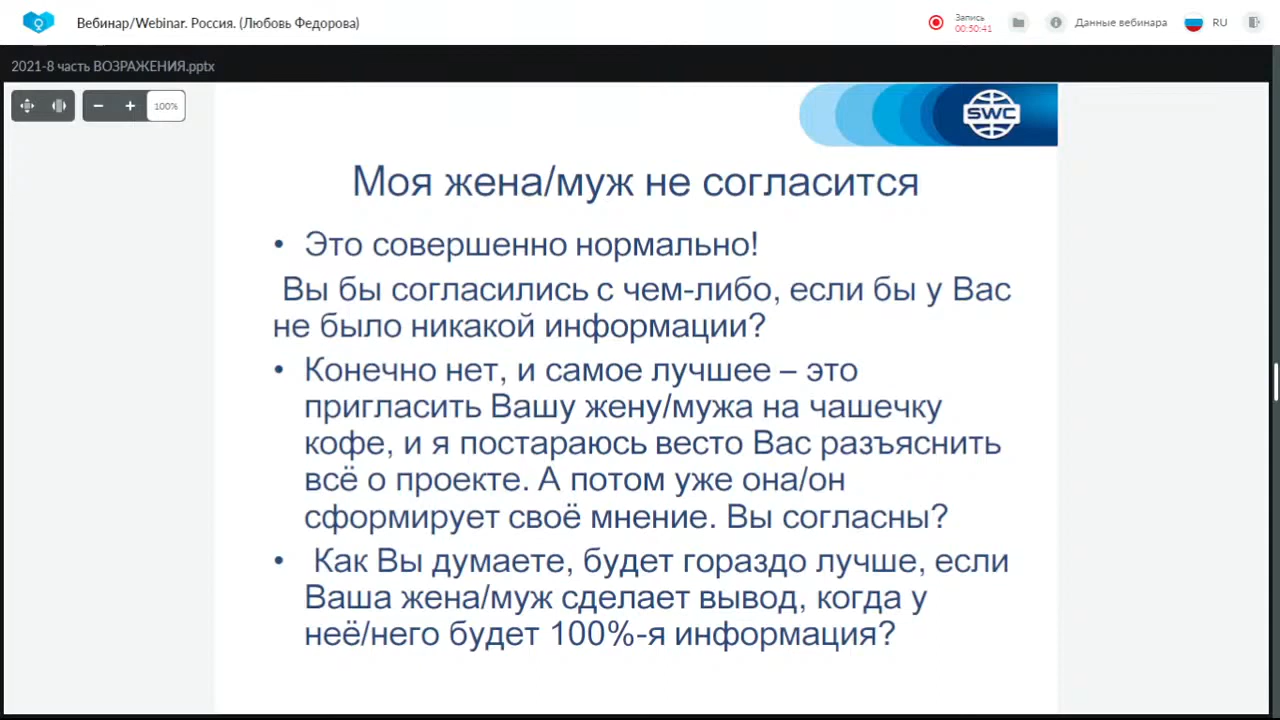 Вебинар/Webinar. Россия. (Любовь Федорова)
Запись
00:50:41
Данные вебинара
RU
2021-8 часть ВОЗРАЖЕНИЯ.pptx
100%
SWC
Моя жена/муж не согласится
• Это совершенно нормально!
Вы бы согласились с чем-либо, если бы у Вас
не было никакой информации?
• Конечно нет, и самое лучшее – это
пригласить Вашу жену/мужа на чашечку
кофе, и я постараюсь весто Вас разъяснить
всё о проекте. А потом уже она/он
сформирует своё мнение. Вы согласны?
• Как Вы думаете, будет гораздо лучше, если
Ваша жена/муж сделает вывод, когда у
неё/него будет 100%-я информация?